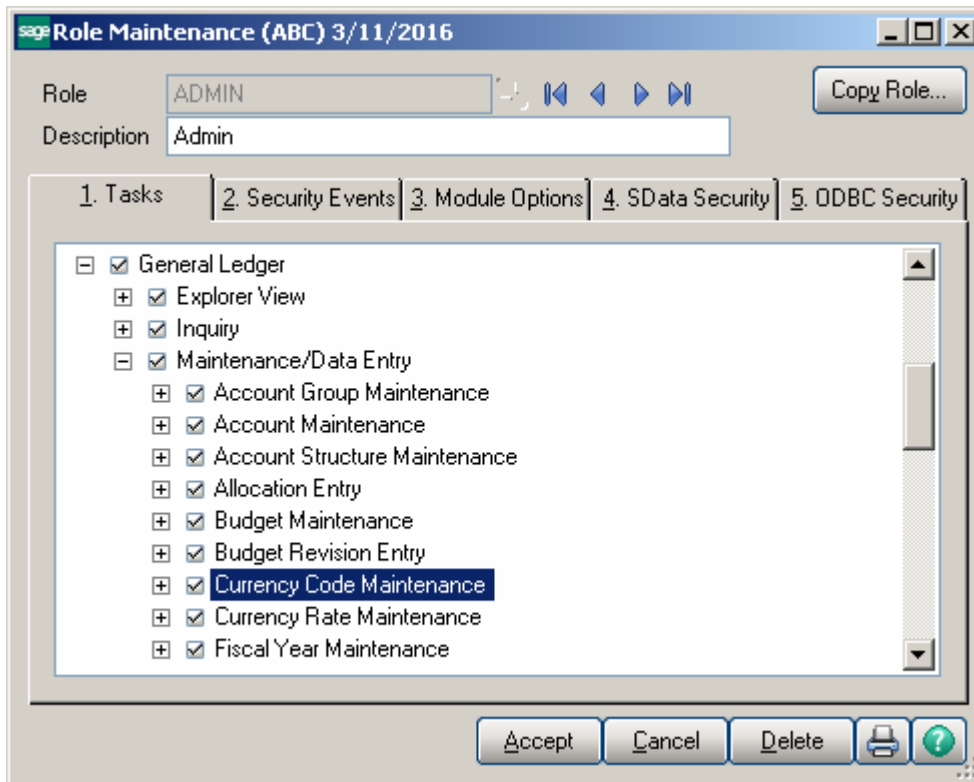 sage Role Maintenance (ABC) 3/11/2016
Role ADMIN Copy Role...
Description Admin
1. Tasks 2. Security Events 3. Module Options 4. SData Security 5. ODBC Security
General Ledger
Explorer View
Inquiry
Maintenance/Data Entry
Account Group Maintenance
Account Maintenance
Account Structure Maintenance
Allocation Entry
Budget Maintenance
Budget Revision Entry
Currency Code Maintenance
Currency Rate Maintenance
Fiscal Year Maintenance
Accept Cancel Delete ?